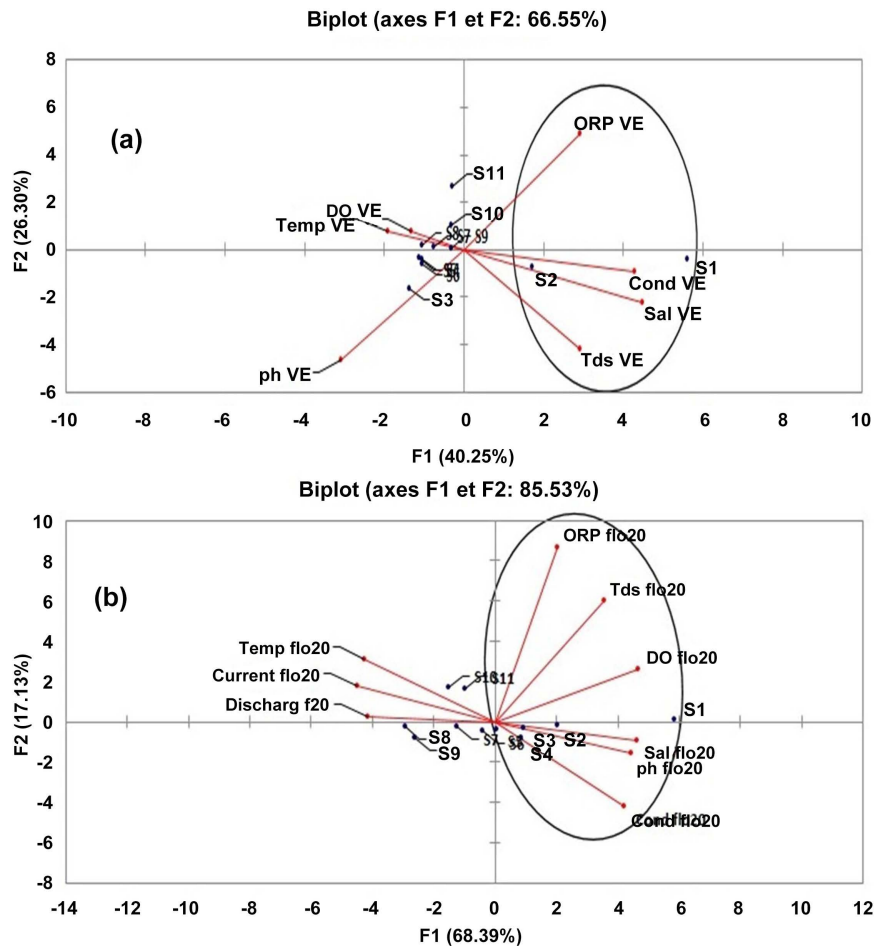 Biplot (axes F1 et F2: 66.55%)
8
6
4
2
0
-2
-4
-6
F2 (26.30%)
(a)
ORP VE
S11
S10
DO VE
Temp VE
S8
S7
S9
S1
S2
Cond VE
Sal VE
S3
Tds VE
ph VE
-10
-8
-6
-4
-2
0
2
4
6
8
10
F1 (40.25%)
Biplot (axes F1 et F2: 85.53%)
10
8
6
4
2
0
-2
-4
-6
-8
F2 (17.13%)
(b)
ORP flo20
Tds flo20
Temp flo20
DO flo20
Current flo20
S10
S11
Discharg f20
S1
S8
S7
S3
S2
S9
S4
Sal flo20
ph flo20
Cond flo20
-14
-12
-10
-8
-6
-4
-2
0
2
4
6
8
10
12
F1 (68.39%)